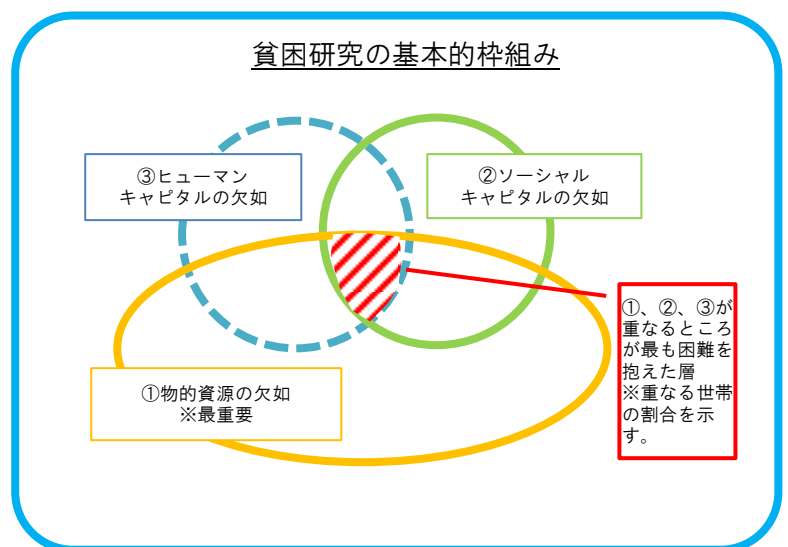 貧困研究の基本的枠組み
③ヒューマン
キャピタルの欠如
②ソーシャル
キャピタルの欠如
①、②、③が
重なるところ
が最も困難を
抱えた層
※重なる世帯
の割合を示
す。
①物的資源の欠如
※最重要